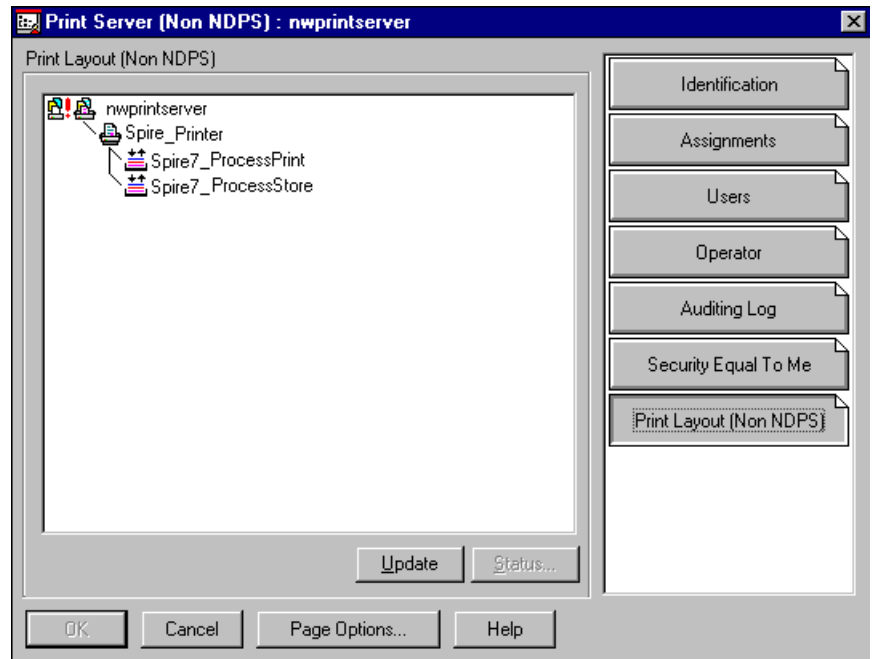 Print Server (Non NDPS) : nwprintserver
Print Layout (Non NDPS)
nwprintserver
Spire_Printer
Spire7_ProcessPrint
Spire7_ProcessStore
Update
Status...
Identification
Assignments
Users
Operator
Auditing Log
Security Equal To Me
Print Layout (Non NDPS)
OK
Cancel
Page Options...
Help